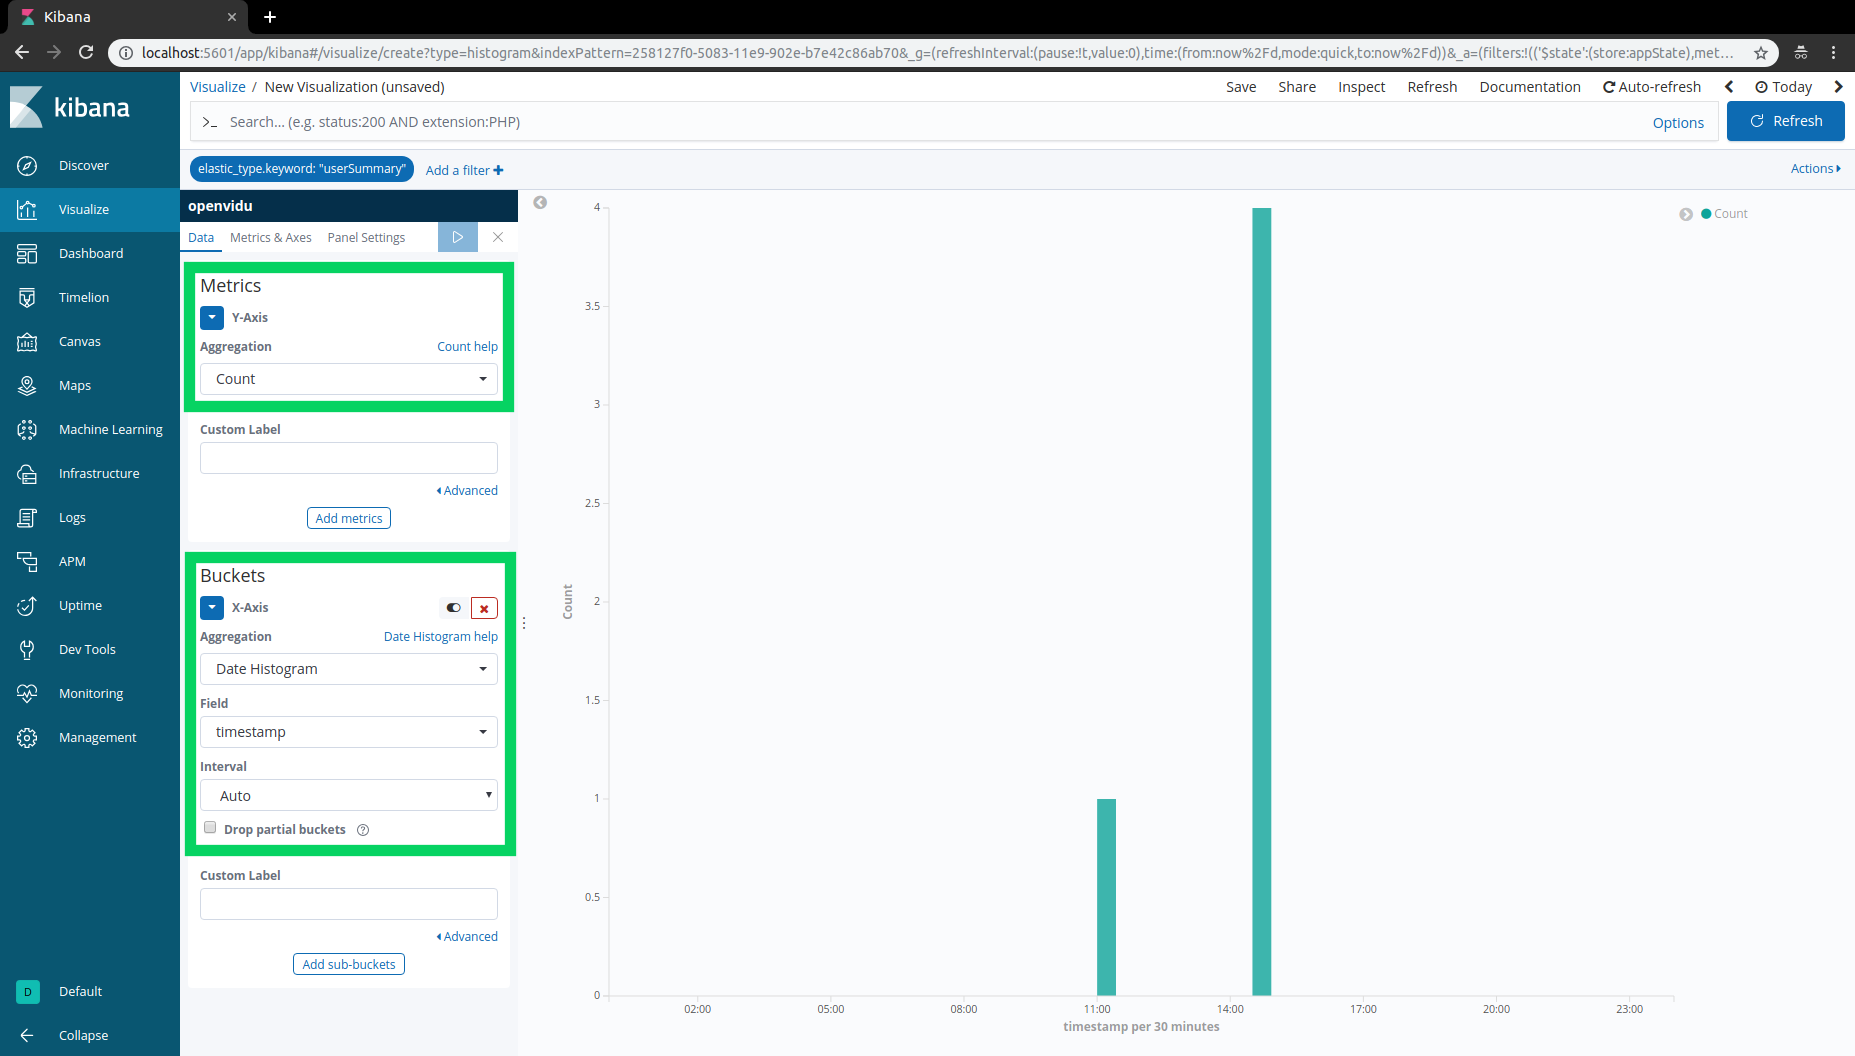 Kibana
localhost:5601/app/kibana#/visualize/create?type=histogram&indexPattern=258127f0-5083-11e9-902e-b7e42c86ab70&_g=(refreshInterval:(pause:!t,value:0),time:(from:now%2Fd,mode:quick,to:now%2Fd))&_a=(filters:!(('$state':(store:appState),met...
kibana
Discover
Visualize
Dashboard
Timelion
Canvas
Maps
Machine Learning
Infrastructure
Logs
APM
Uptime
Dev Tools
Monitoring
Management
D Default
Collapse
Visualize / New Visualization (unsaved)
Save Share Inspect Refresh Documentation Auto-refresh Today
>_ Search... (e.g. status:200 AND extension:PHP) Options Refresh
elastic_type.keyword: "userSummary" Add a filter + Actions
openvidu
Data Metrics & Axes Panel Settings
Metrics
Y-Axis
Aggregation Count help
Count
Custom Label
Advanced
Add metrics
Buckets
X-Axis
Aggregation Date Histogram help
Date Histogram
Field
timestamp
Interval
Auto
Drop partial buckets
Custom Label
Advanced
Add sub-buckets
Count
4
3.5
3
2.5
2
1.5
1
0.5
0
Count
02:00 05:00 08:00 11:00 14:00 17:00 20:00 23:00
timestamp per 30 minutes